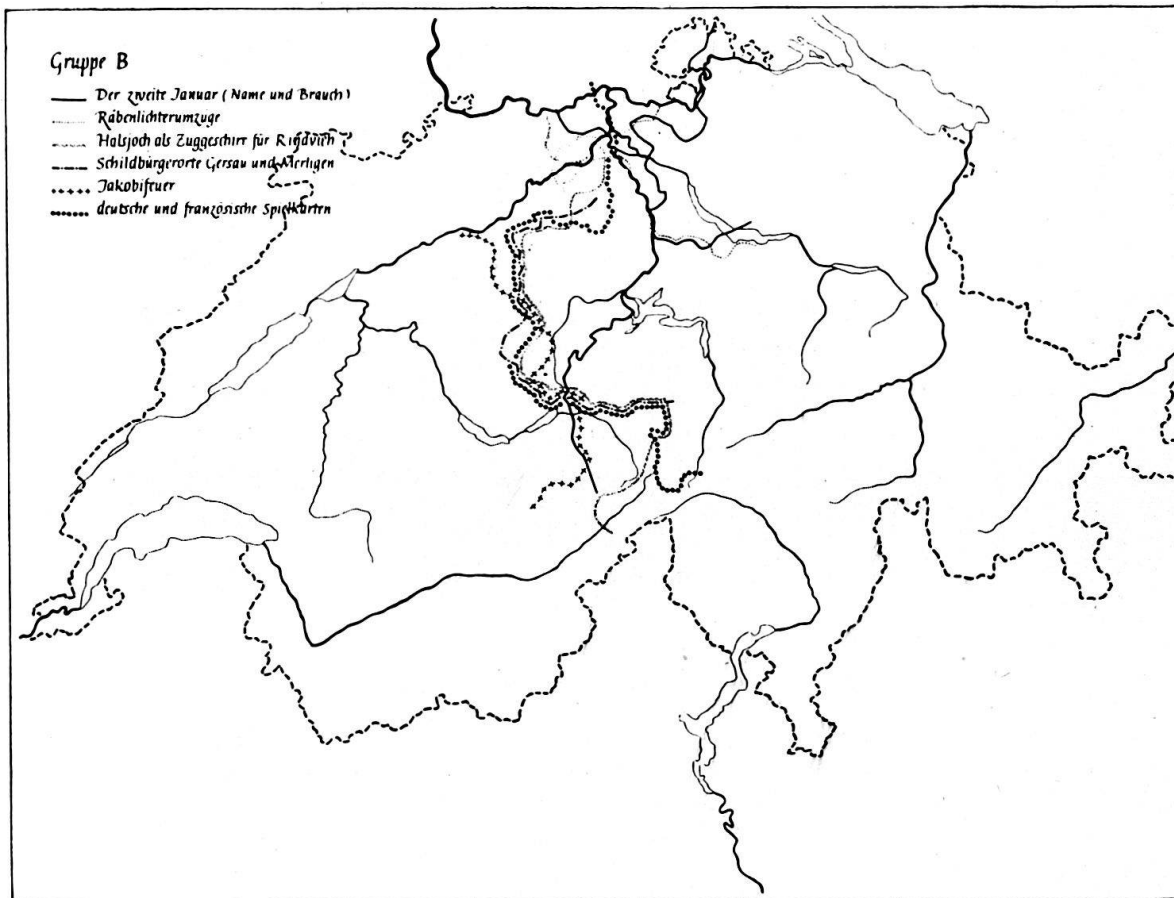 Gruppe B
Der zweite Januar (Name und Brauch)
Räbenlichterumzüge
Halsjoch als Zuggeschirr für Rindvieh
Schildbürgerorte Gersau und Merligen
Jakobifeuer
deutsche und französische Spielkarten